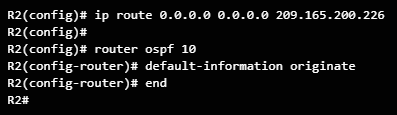 R2(config)# ip route 0.0.0.0 0.0.0.0 209.165.200.226
R2(config)#
R2(config)# router ospf 10
R2(config-router)# default-information originate
R2(config-router)# end
R2#